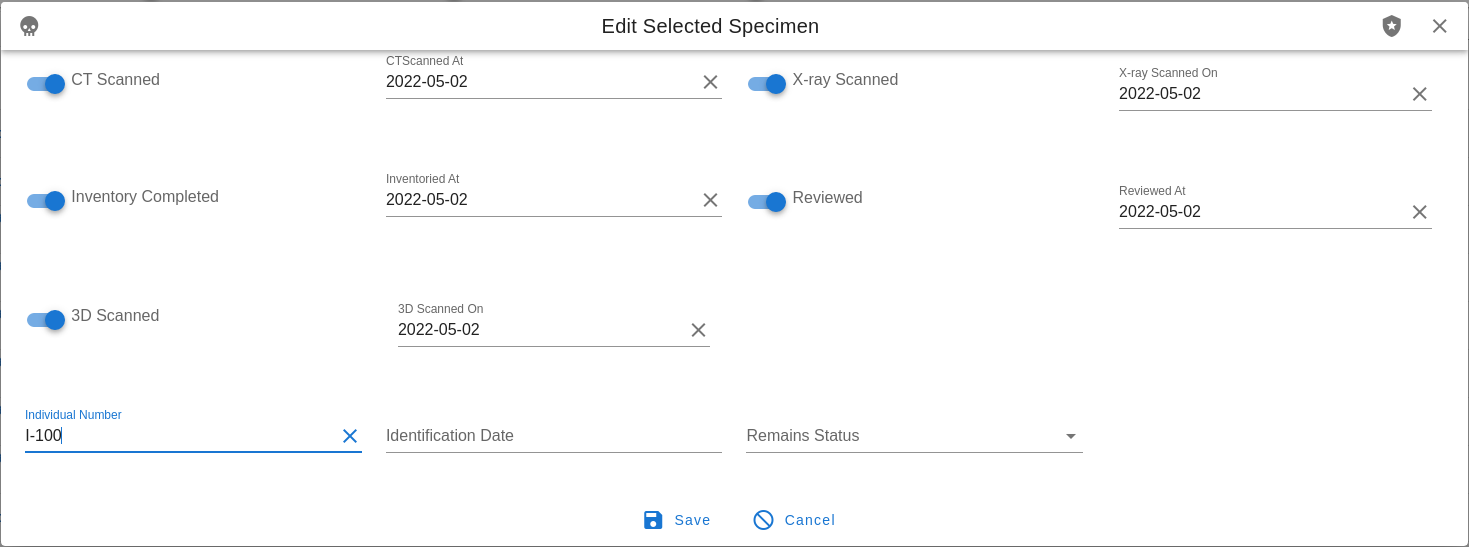 Edit Selected Specimen
CT Scanned
CTScanned At
2022-05-02
X-ray Scanned
X-ray Scanned On
2022-05-02
Inventory Completed
Inventoried At
2022-05-02
Reviewed
Reviewed At
2022-05-02
3D Scanned
3D Scanned On
2022-05-02
Individual Number
I-100
Identification Date
Remains Status
Save
Cancel